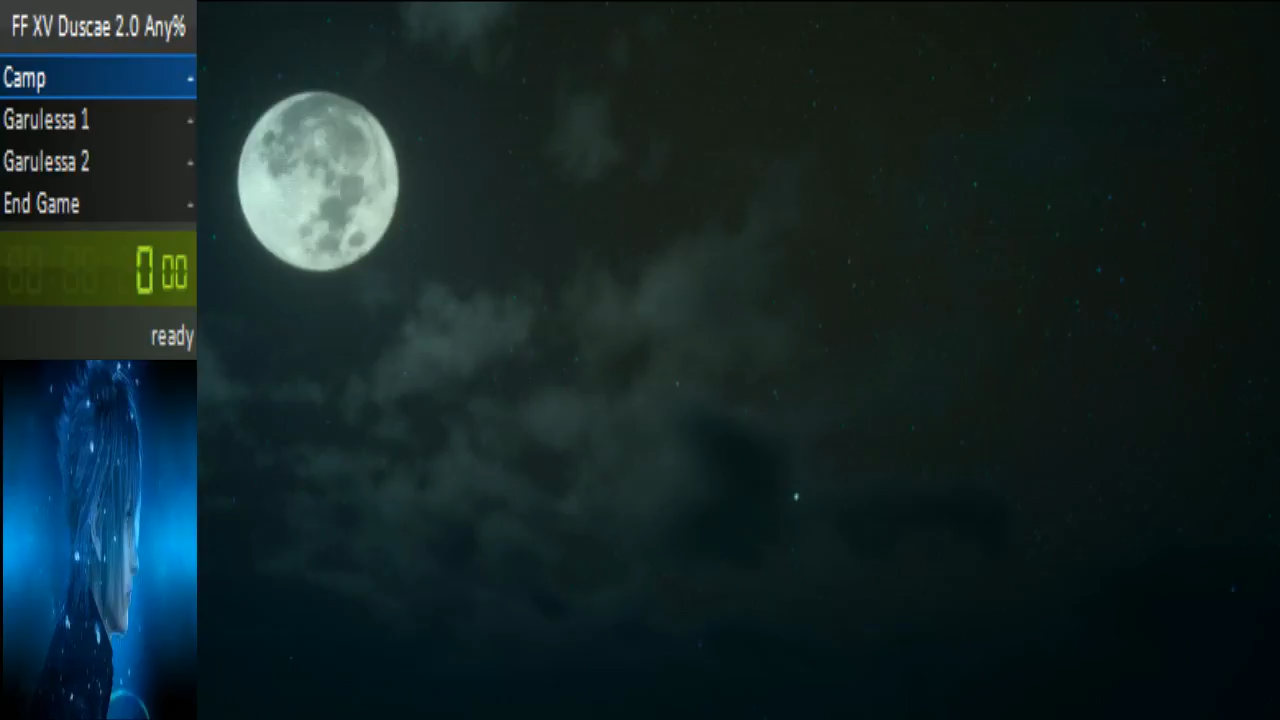 FF XV Duscae 2.0 Any%
Camp -
Garulessa 1 -
Garulessa 2 -
End Game -
0 00
ready